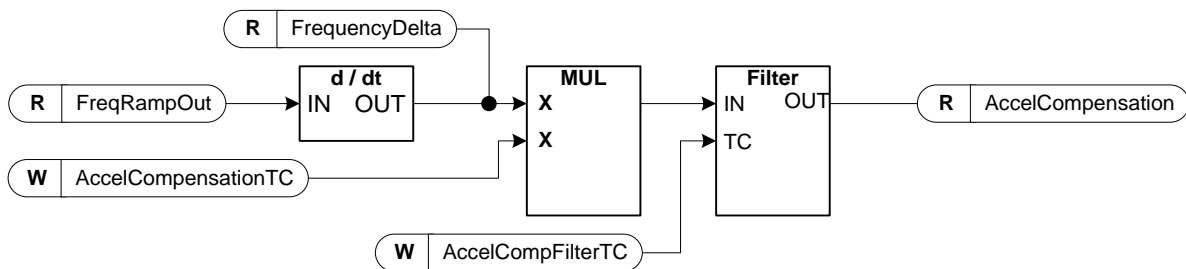 R FrequencyDelta
d / dt
MUL
Filter
R FreqRampOut
IN OUT
X
IN OUT
R AccelCompensation
X
TC
W AccelCompensationTC
W AccelCompFilterTC